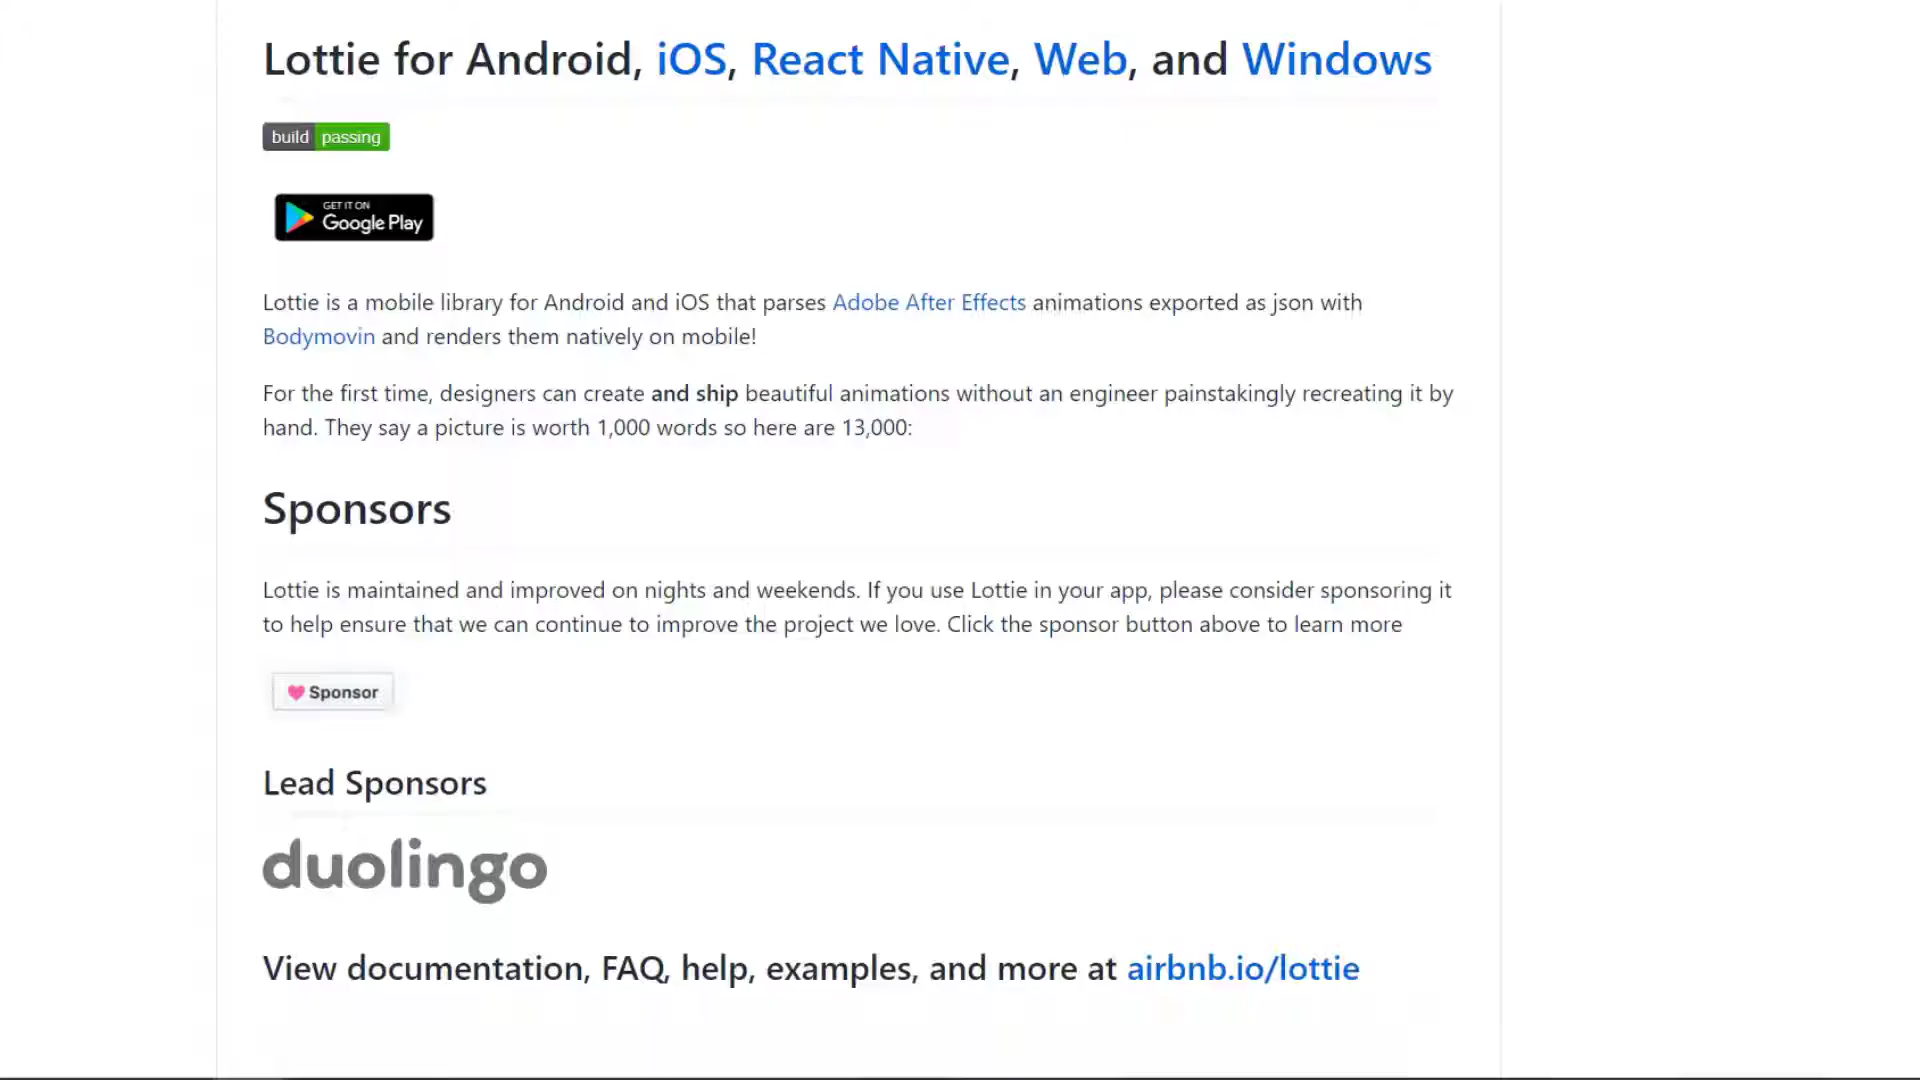 Lottie for Android, iOS, React Native, Web, and Windows
build passing
GET IT ON
Google Play
Lottie is a mobile library for Android and iOS that parses Adobe After Effects animations exported as json with
Bodymovin and renders them natively on mobile!
For the first time, designers can create and ship beautiful animations without an engineer painstakingly recreating it by
hand. They say a picture is worth 1,000 words so here are 13,000:
Sponsors
Lottie is maintained and improved on nights and weekends. If you use Lottie in your app, please consider sponsoring it
to help ensure that we can continue to improve the project we love. Click the sponsor button above to learn more
Sponsor
Lead Sponsors
duolingo
View documentation, FAQ, help, examples, and more at airbnb.io/lottie